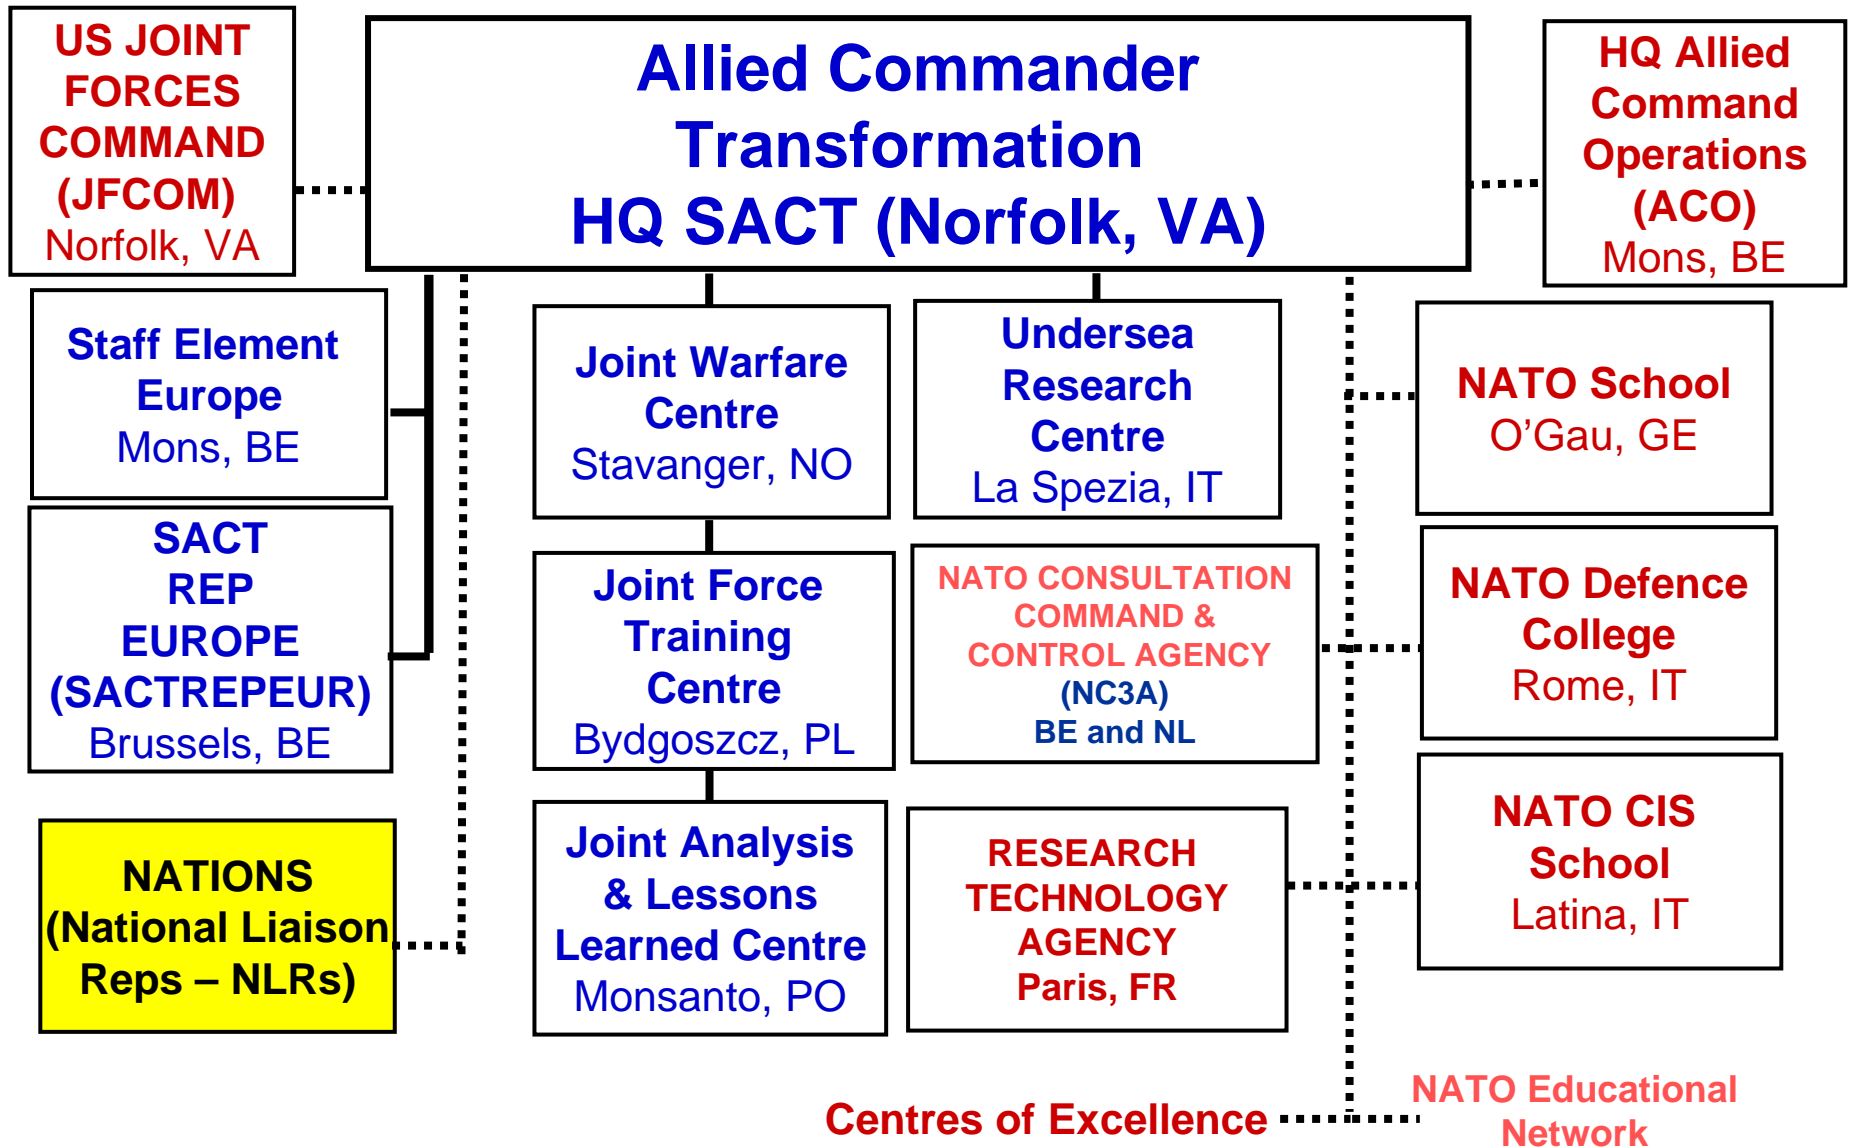 US JOINT
FORCES
COMMAND
(JFCOM)
Norfolk, VA
Allied Commander
Transformation
HQ SACT (Norfolk, VA)
HQ Allied
Command
Operations
(ACO)
Mons, BE
Staff Element
Europe
Mons, BE
Joint Warfare
Centre
Stavanger, NO
Undersea
Research
Centre
La Spezia, IT
NATO School
O’Gau, GE
SACT
REP
EUROPE
(SACTREPEUR)
Brussels, BE
Joint Force
Training
Centre
Bydgoszcz, PL
NATO CONSULTATION
COMMAND &
CONTROL AGENCY
(NC3A)
BE and NL
NATO Defence
College
Rome, IT
NATIONS
(National Liaison
Reps – NLRs)
Joint Analysis
& Lessons
Learned Centre
Monsanto, PO
RESEARCH
TECHNOLOGY
AGENCY
Paris, FR
NATO CIS
School
Latina, IT
Centres of Excellence
NATO Educational
Network